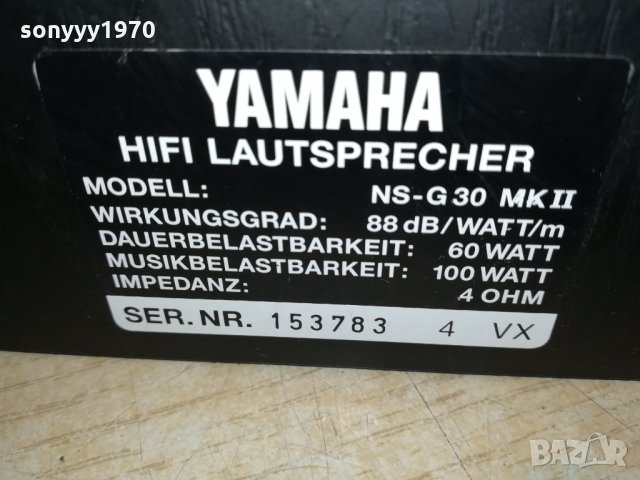 sonyyy1970
YAMAHA
HIFI LAUTSPRECHER
MODELL: NS-G30 MKII
WIRKUNGSGRAD: 88 dB/WATT/m
DAUERBELASTBARKEIT: 60 WATT
MUSIKBELASTBARKEIT: 100 WATT
IMPEDANZ: 4 OHM
SER. NR. 153783 4 VX
BAZAR